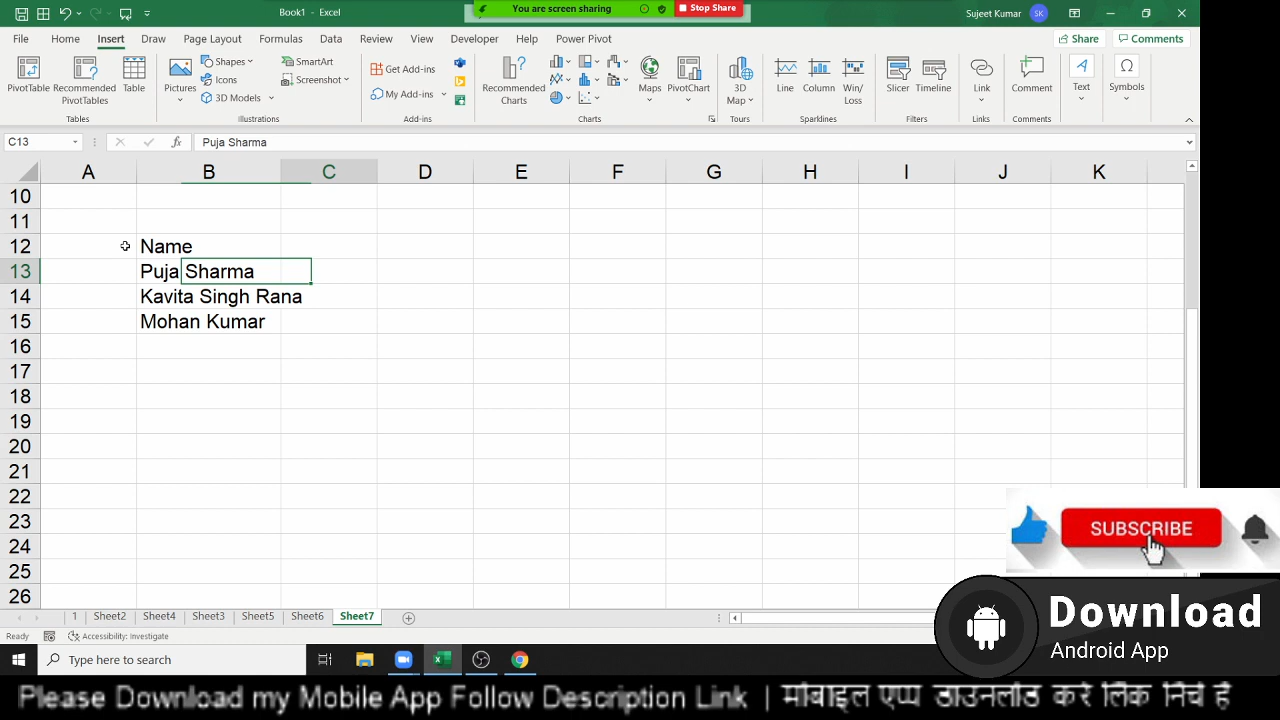 Book1 - Excel
You are screen sharing
Stop Share
Sujeet Kumar
SK
File Home Insert Draw Page Layout Formulas Data Review View Developer Help Power Pivot
Share Comments
PivotTable
Recommended PivotTables
Table
Tables
Pictures
Shapes
Icons
3D Models
SmartArt
Screenshot
Illustrations
Get Add-ins
My Add-ins
Add-ins
Recommended Charts
Maps
PivotChart
Charts
3D Map
Tours
Line
Column
Win/ Loss
Sparklines
Slicer
Timeline
Filters
Link
Links
Comment
Comments
Text
Symbols
C13
fx
Puja Sharma
A B C D E F G H I J K
10
11
12 Name
13 Puja Sharma
14 Kavita Singh Rana
15 Mohan Kumar
16
17
18
19
20
21
22
23
24
25
26
SUBSCRIBE
Download
Android App
1 Sheet2 Sheet4 Sheet3 Sheet5 Sheet6 Sheet7
Ready
Accessibility: Investigate
Type here to search
Please Download my Mobile App Follow Description Link | मोबाइल एप्प डाउनलोड करे लिंक निचे है